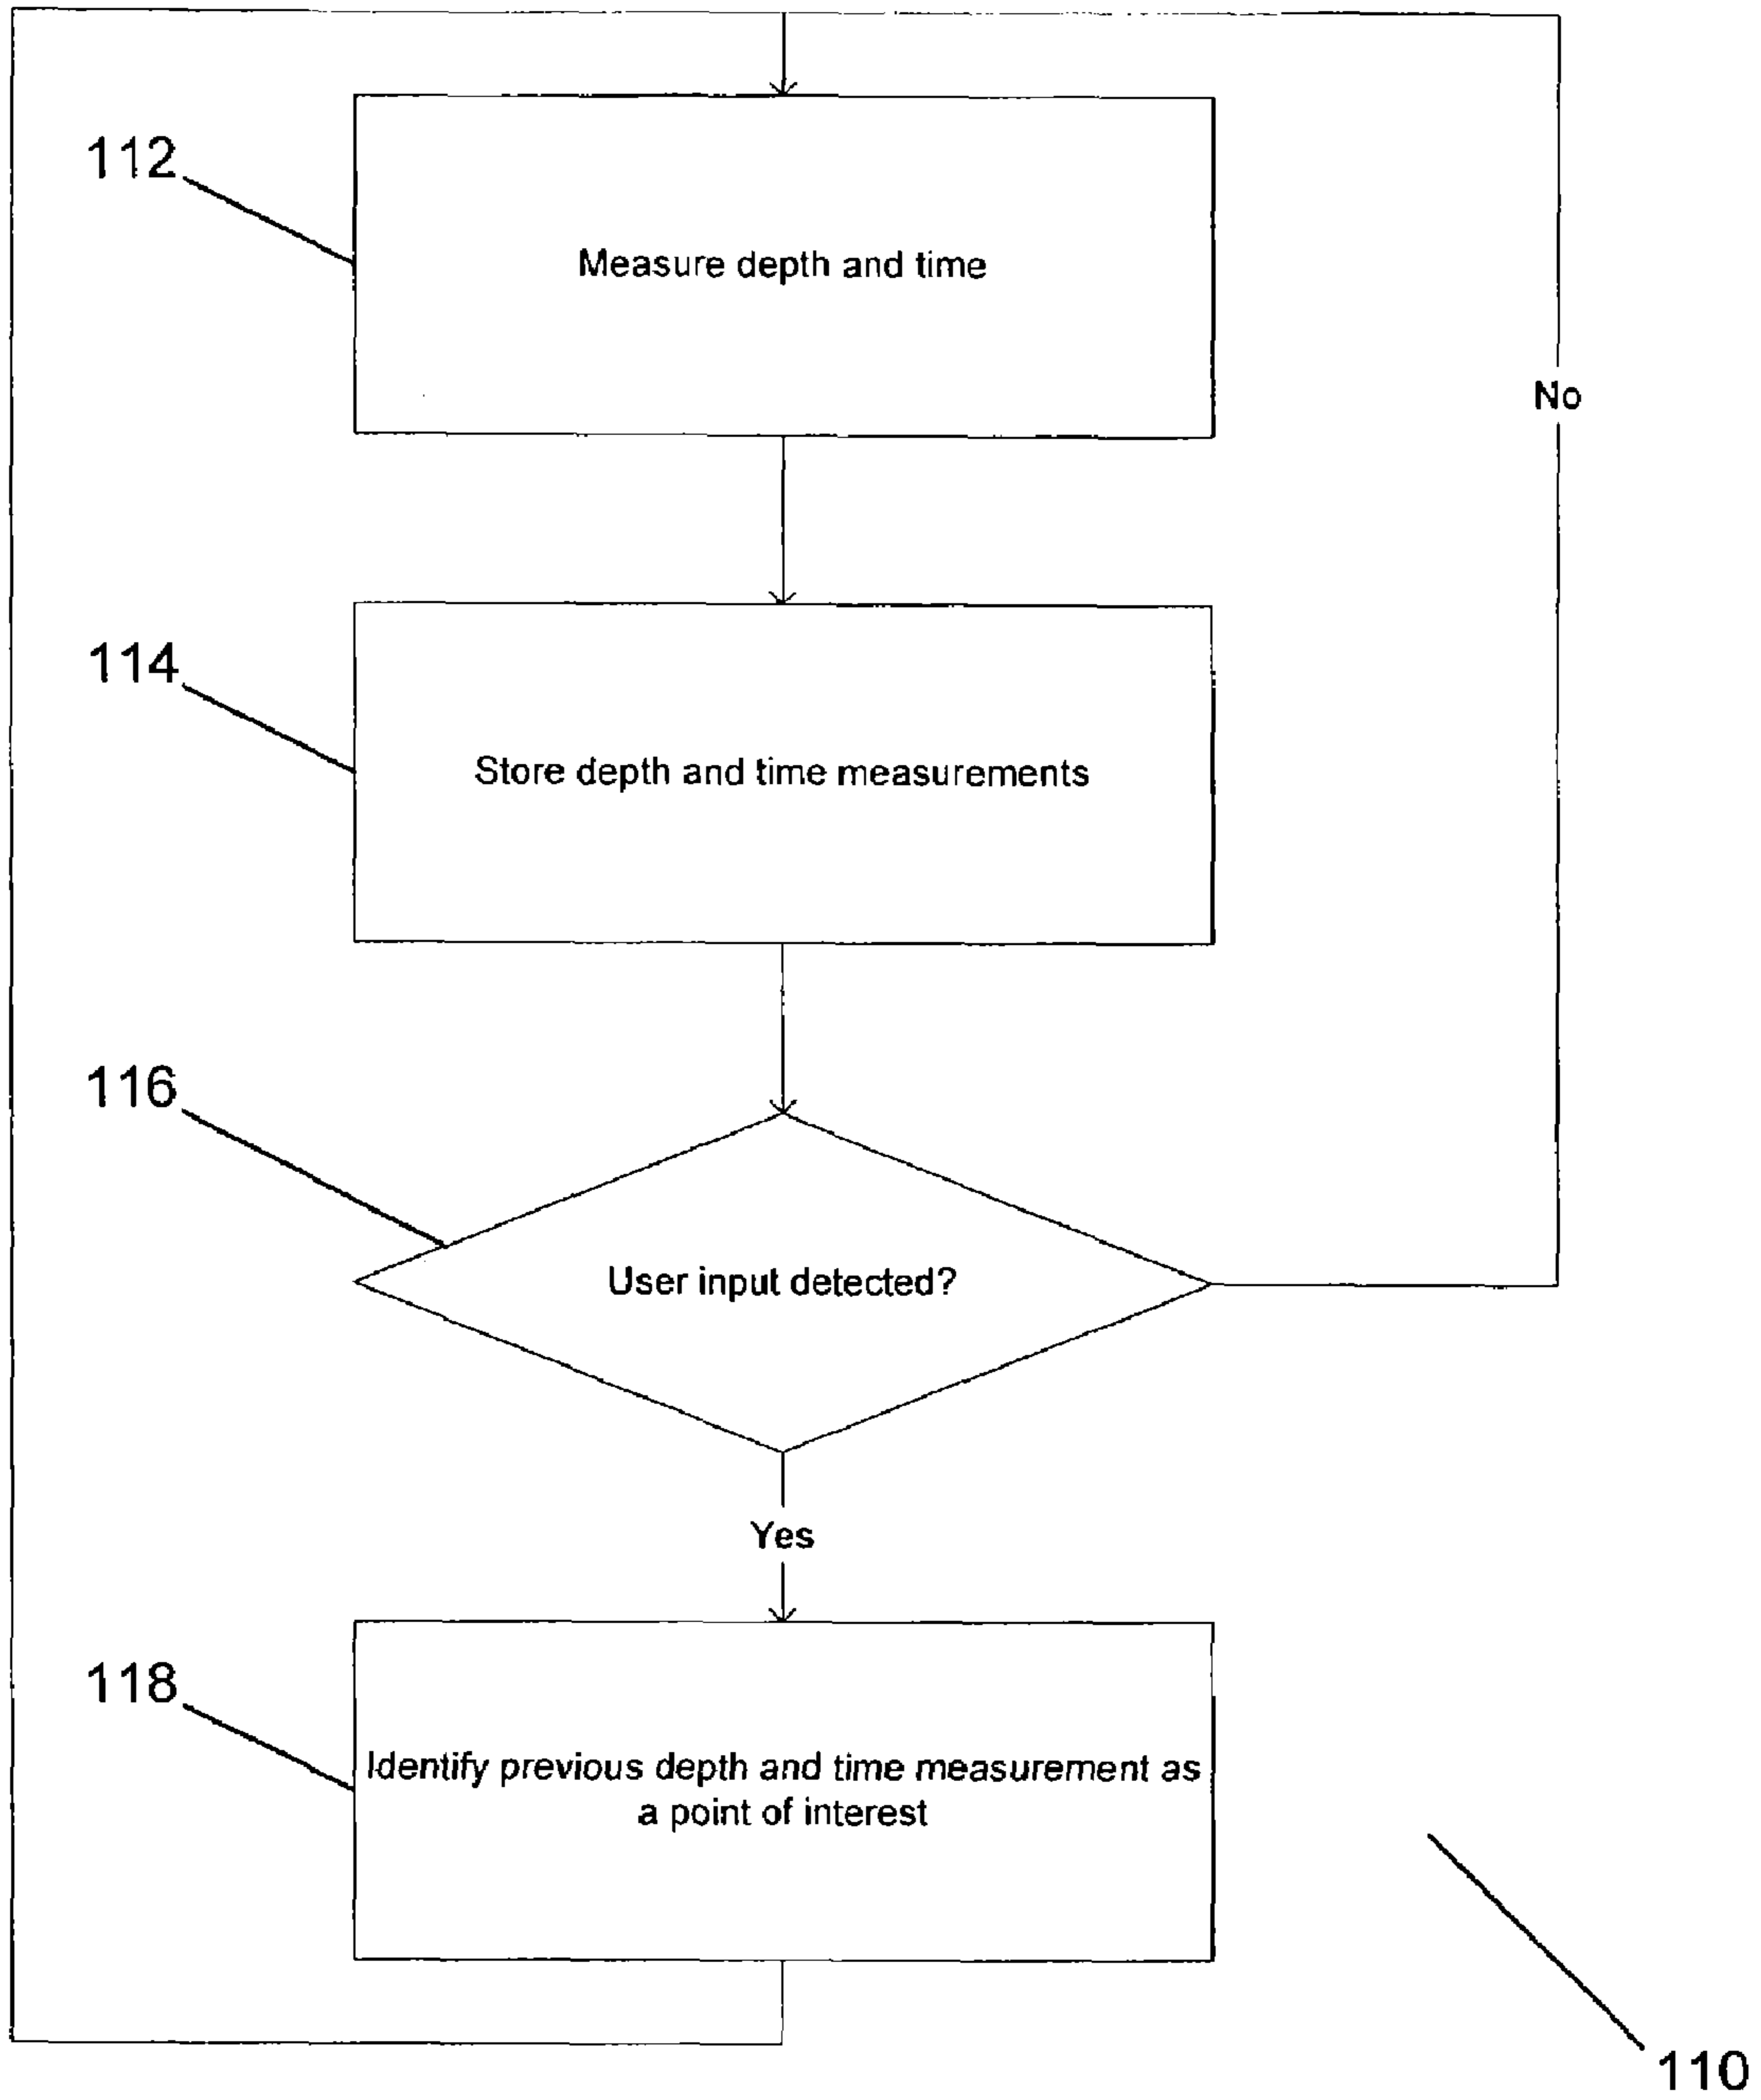 112
Measure depth and time
No
114
Store depth and time measurements
116
User input detected?
Yes
118
Identify previous depth and time measurement as
a point of interest
110